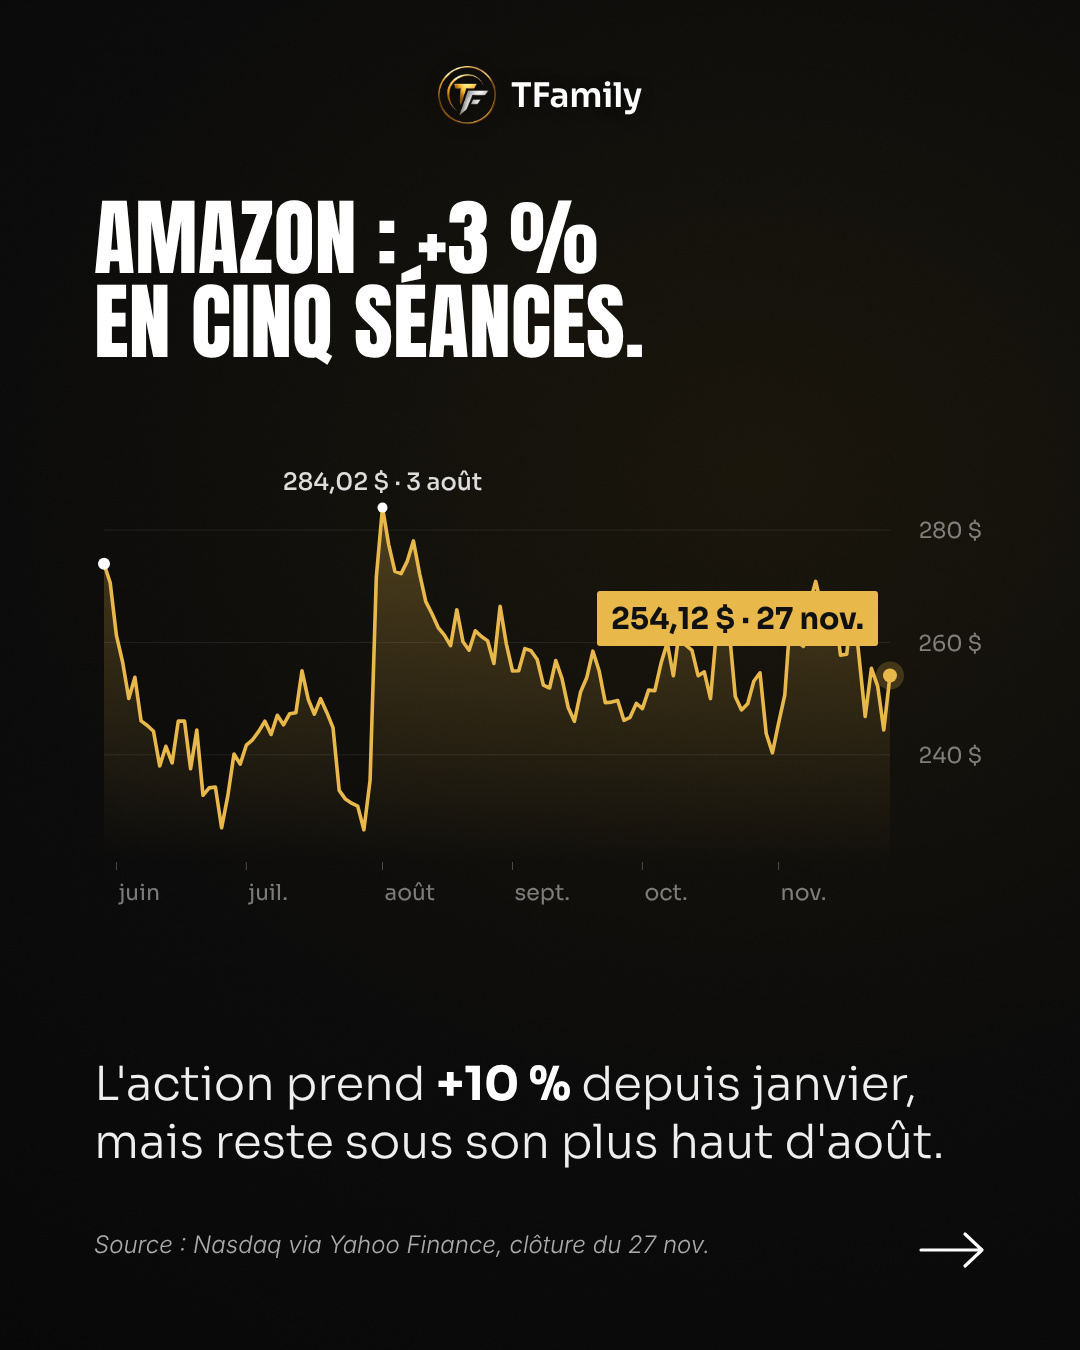 TFamily
AMAZON : +3 %
EN CINQ SÉANCES.
284,02 $ · 3 août
280 $
254,12 $ · 27 nov.
260 $
240 $
juin juil. août sept. oct. nov.
L'action prend +10 % depuis janvier,
mais reste sous son plus haut d'août.
Source : Nasdaq via Yahoo Finance, clôture du 27 nov.